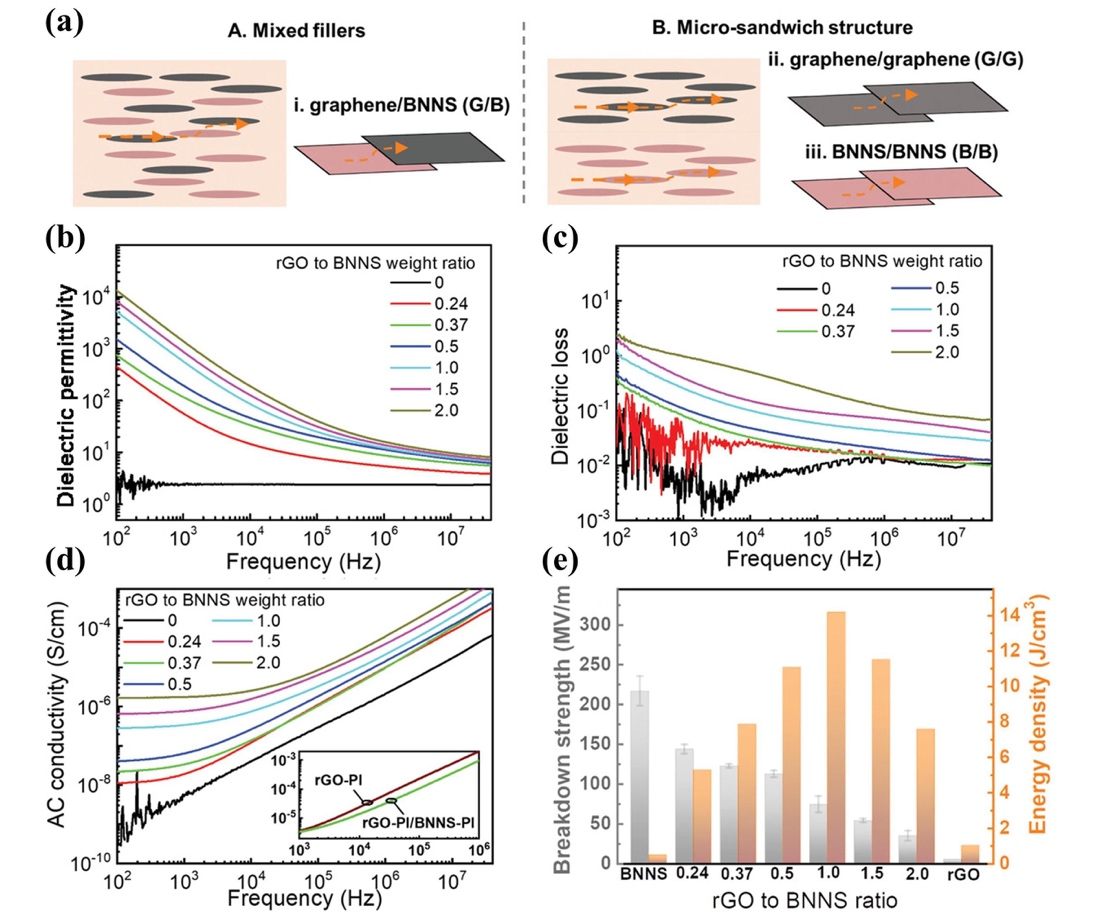 (a)
A. Mixed fillers
i. graphene/BNNS (G/B)
B. Micro-sandwich structure
ii. graphene/graphene (G/G)
iii. BNNS/BNNS (B/B)
(b)
Dielectric permittivity
10⁴
10³
10²
10¹
10⁰
rGO to BNNS weight ratio
0
0.24
0.37
0.5
1.0
1.5
2.0
10² 10³ 10⁴ 10⁵ 10⁶ 10⁷
Frequency (Hz)
(c)
Dielectric loss
10¹
10⁰
10⁻¹
10⁻²
10⁻³
rGO to BNNS weight ratio
0 0.5
0.24 1.0
0.37 1.5
2.0
10² 10³ 10⁴ 10⁵ 10⁶ 10⁷
Frequency (Hz)
(d)
AC conductivity (S/cm)
10⁻⁴
10⁻⁶
10⁻⁸
10⁻¹⁰
rGO to BNNS weight ratio
0 1.0
0.24 1.5
0.37 2.0
0.5
10⁻³
10⁻⁴
10⁻⁵
rGO-PI
rGO-PI/BNNS-PI
10³ 10⁴ 10⁵ 10⁶
10² 10³ 10⁴ 10⁵ 10⁶ 10⁷
Frequency (Hz)
(e)
Breakdown strength (MV/m
300
250
200
150
100
50
0
Energy density (J/cm³)
14
12
10
8
6
4
2
0
BNNS 0.24 0.37 0.5 1.0 1.5 2.0 rGO
rGO to BNNS ratio